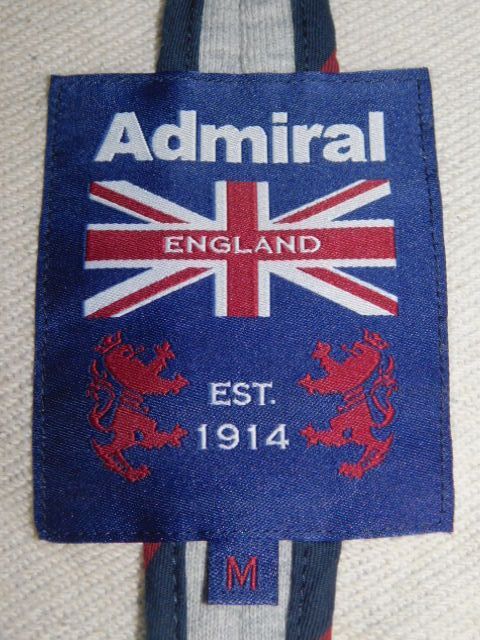 Admiral
ENGLAND
EST.
1914
M